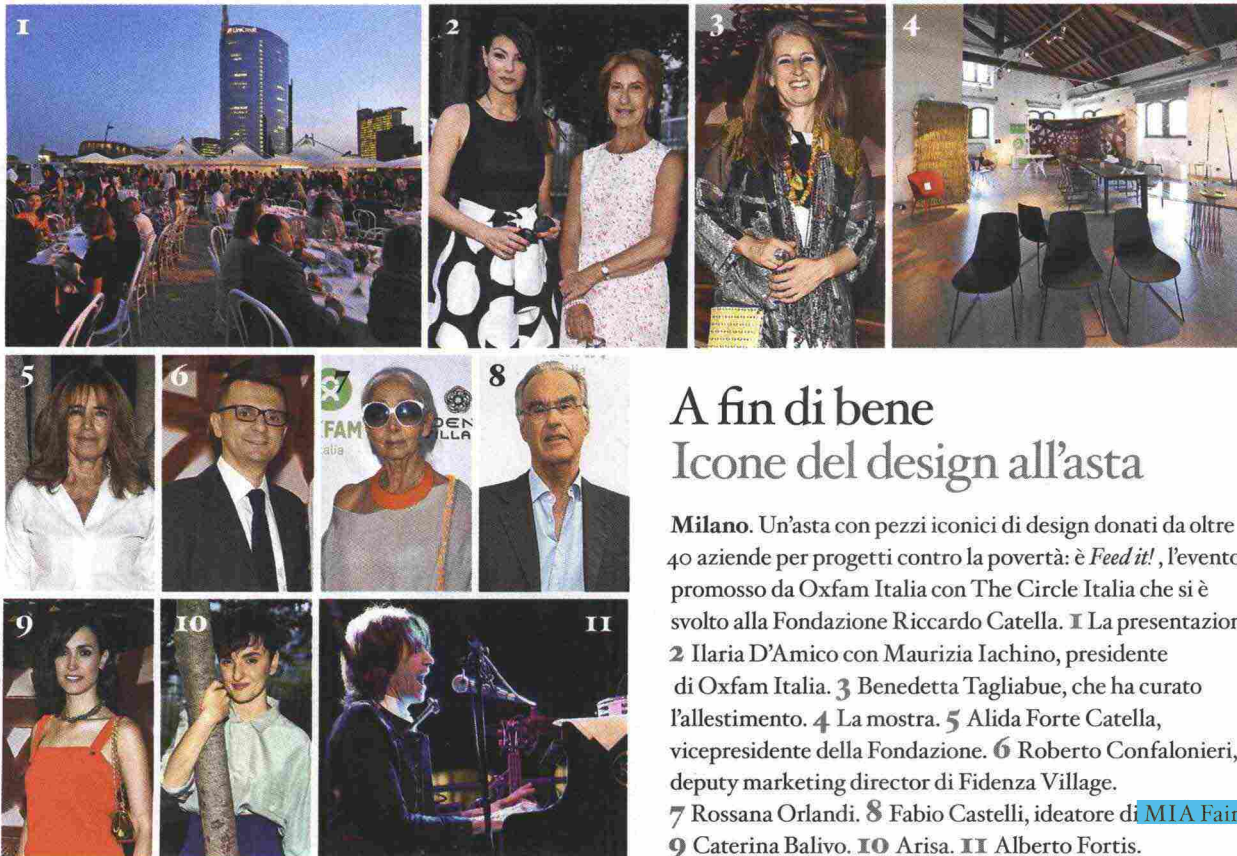 1
UniCredit
2
3
4
5
6
7
FAM
alia
DEN
VILLA
8
9
10
11
A fin di bene
Icone del design all'asta
Milano. Un'asta con pezzi iconici di design donati da oltre
40 aziende per progetti contro la povertà: è Feed it! , l'evento
promosso da Oxfam Italia con The Circle Italia che si è
svolto alla Fondazione Riccardo Catella. 1 La presentazion
2 Ilaria D'Amico con Maurizia Iachino, presidente
di Oxfam Italia. 3 Benedetta Tagliabue, che ha curato
l'allestimento. 4 La mostra. 5 Alida Forte Catella,
vicepresidente della Fondazione. 6 Roberto Confalonieri,
deputy marketing director di Fidenza Village.
7 Rossana Orlandi. 8 Fabio Castelli, ideatore di MIA Fair
9 Caterina Balivo. 10 Arisa. 11 Alberto Fortis.